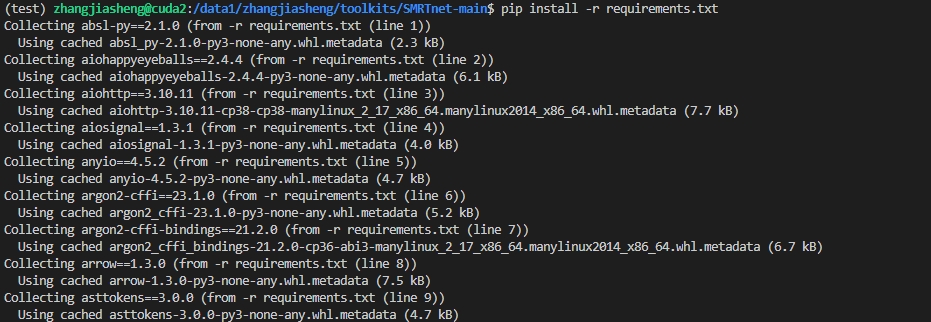 (test) zhangjiasheng@cuda2:/data1/zhangjiasheng/toolkits/SMRTnet-main$ pip install -r requirements.txt
Collecting absl-py==2.1.0 (from -r requirements.txt (line 1))
  Using cached absl_py-2.1.0-py3-none-any.whl.metadata (2.3 kB)
Collecting aiohappyeyeballs==2.4.4 (from -r requirements.txt (line 2))
  Using cached aiohappyeyeballs-2.4.4-py3-none-any.whl.metadata (6.1 kB)
Collecting aiohttp==3.10.11 (from -r requirements.txt (line 3))
  Using cached aiohttp-3.10.11-cp38-cp38-manylinux_2_17_x86_64.manylinux2014_x86_64.whl.metadata (7.7 kB)
Collecting aiosignal==1.3.1 (from -r requirements.txt (line 4))
  Using cached aiosignal-1.3.1-py3-none-any.whl.metadata (4.0 kB)
Collecting anyio==4.5.2 (from -r requirements.txt (line 5))
  Using cached anyio-4.5.2-py3-none-any.whl.metadata (4.7 kB)
Collecting argon2-cffi==23.1.0 (from -r requirements.txt (line 6))
  Using cached argon2_cffi-23.1.0-py3-none-any.whl.metadata (5.2 kB)
Collecting argon2-cffi-bindings==21.2.0 (from -r requirements.txt (line 7))
  Using cached argon2_cffi_bindings-21.2.0-cp36-abi3-manylinux_2_17_x86_64.manylinux2014_x86_64.whl.metadata (6.7 kB)
Collecting arrow==1.3.0 (from -r requirements.txt (line 8))
  Using cached arrow-1.3.0-py3-none-any.whl.metadata (7.5 kB)
Collecting asttokens==3.0.0 (from -r requirements.txt (line 9))
  Using cached asttokens-3.0.0-py3-none-any.whl.metadata (4.7 kB)